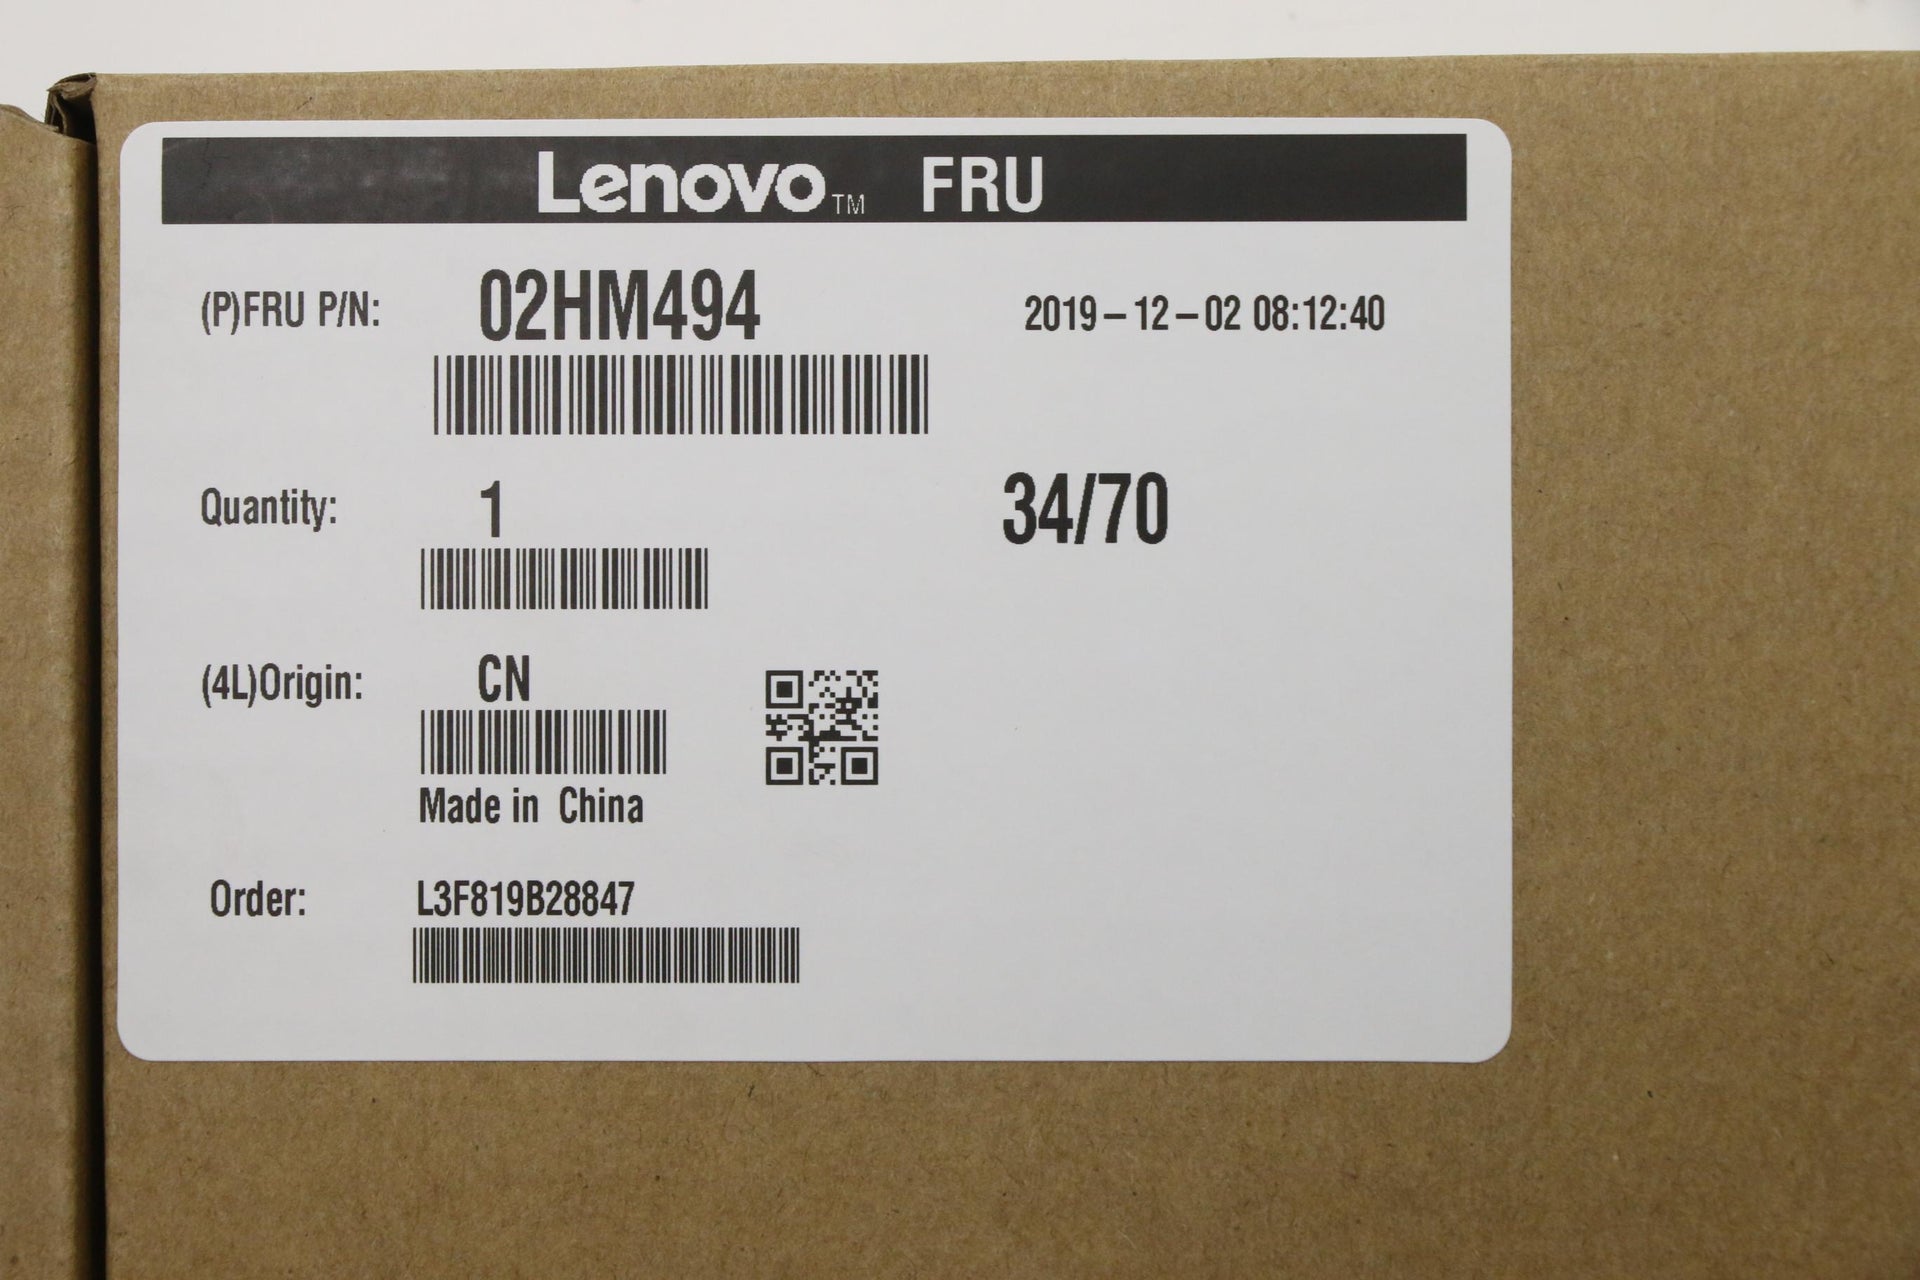 Lenovo™ FRU
(P)FRU P/N: 02HM494 2019-12-02 08:12:40
Quantity: 1 34/70
(4L)Origin: CN
Made in China
Order: L3F819B28847